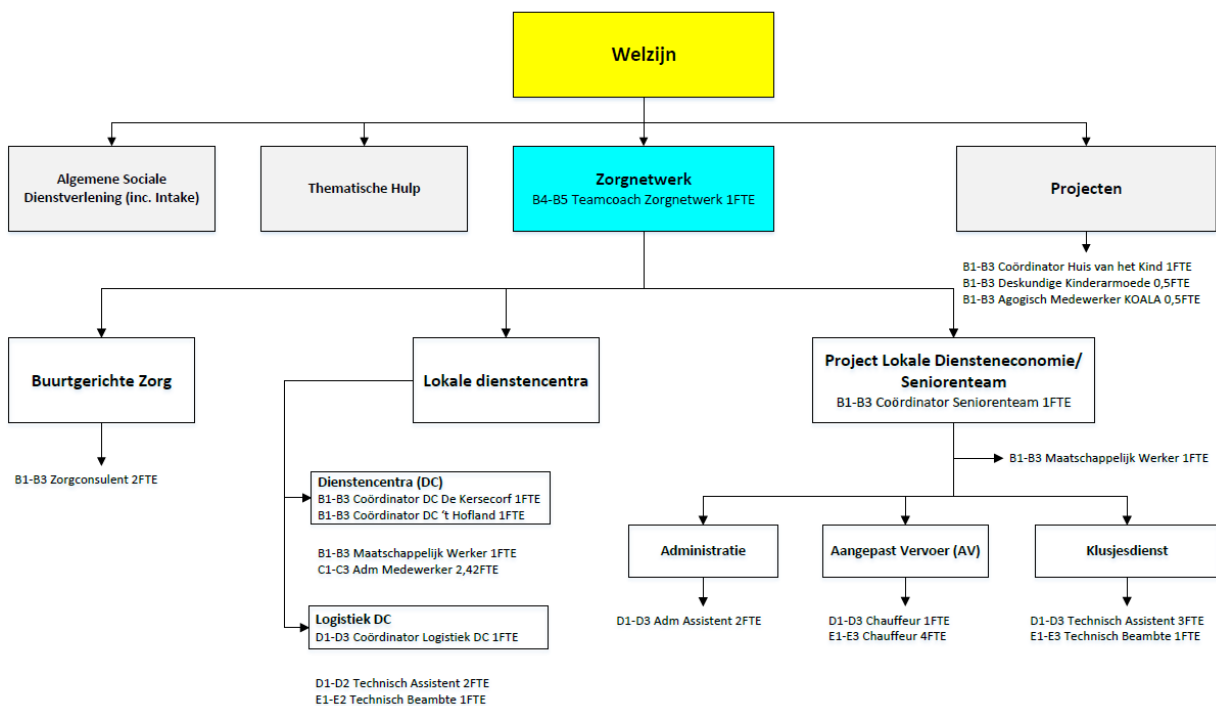 Welzijn
Algemene Sociale
Dienstverlening (inc. Intake)
Thematische Hulp
Zorgnetwerk
B4-B5 Teamcoach Zorgnetwerk 1FTE
Projecten
B1-B3 Coördinator Huis van het Kind 1FTE
B1-B3 Deskundige Kinderarmoede 0,5FTE
B1-B3 Agogisch Medewerker KOALA 0,5FTE
Buurtgerichte Zorg
B1-B3 Zorgconsulent 2FTE
Lokale dienstencentra
Dienstencentra (DC)
B1-B3 Coördinator DC De Kersecorf 1FTE
B1-B3 Coördinator DC ‘t Hofland 1FTE
B1-B3 Maatschappelijk Werker 1FTE
C1-C3 Adm Medewerker 2,42FTE
Logistiek DC
D1-D3 Coördinator Logistiek DC 1FTE
D1-D2 Technisch Assistent 2FTE
E1-E2 Technisch Beambte 1FTE
Project Lokale Diensteneconomie/
Seniorenteam
B1-B3 Coördinator Seniorenteam 1FTE
B1-B3 Maatschappelijk Werker 1FTE
Administratie
D1-D3 Adm Assistent 2FTE
Aangepast Vervoer (AV)
D1-D3 Chauffeur 1FTE
E1-E3 Chauffeur 4FTE
Klusjesdienst
D1-D3 Technisch Assistent 3FTE
E1-E3 Technisch Beambte 1FTE